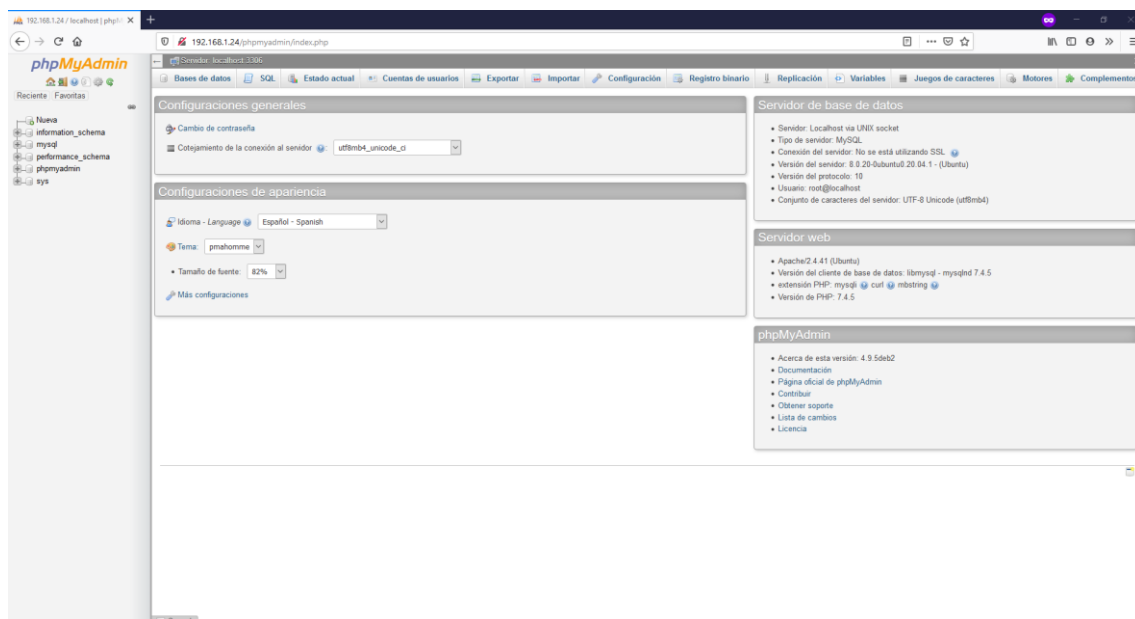 192.168.1.24 / localhost | phpM
192.168.1.24/phpmyadmin/index.php
phpMyAdmin
Reciente Favoritas
Nueva
information_schema
mysql
performance_schema
phpmyadmin
sys
Servidor: localhost:3306
Bases de datos SQL Estado actual Cuentas de usuarios Exportar Importar Configuración Registro binario Replicación Variables Juegos de caracteres Motores Complementos
Configuraciones generales
Cambio de contraseña
Cotejamiento de la conexión al servidor : utf8mb4_unicode_ci
Configuraciones de apariencia
Idioma - Language Español - Spanish
Tema: pmahomme
Tamaño de fuente: 82%
Más configuraciones
Servidor de base de datos
Servidor: Localhost via UNIX socket
Tipo de servidor: MySQL
Conexión del servidor: No se está utilizando SSL
Versión del servidor: 8.0.20-0ubuntu0.20.04.1 - (Ubuntu)
Versión del protocolo: 10
Usuario: root@localhost
Conjunto de caracteres del servidor: UTF-8 Unicode (utf8mb4)
Servidor web
Apache/2.4.41 (Ubuntu)
Versión del cliente de base de datos: libmysql - mysqlnd 7.4.5
extensión PHP: mysqli curl mbstring
Versión de PHP: 7.4.5
phpMyAdmin
Acerca de esta versión: 4.9.5deb2
Documentación
Página oficial de phpMyAdmin
Contribuir
Obtener soporte
Lista de cambios
Licencia